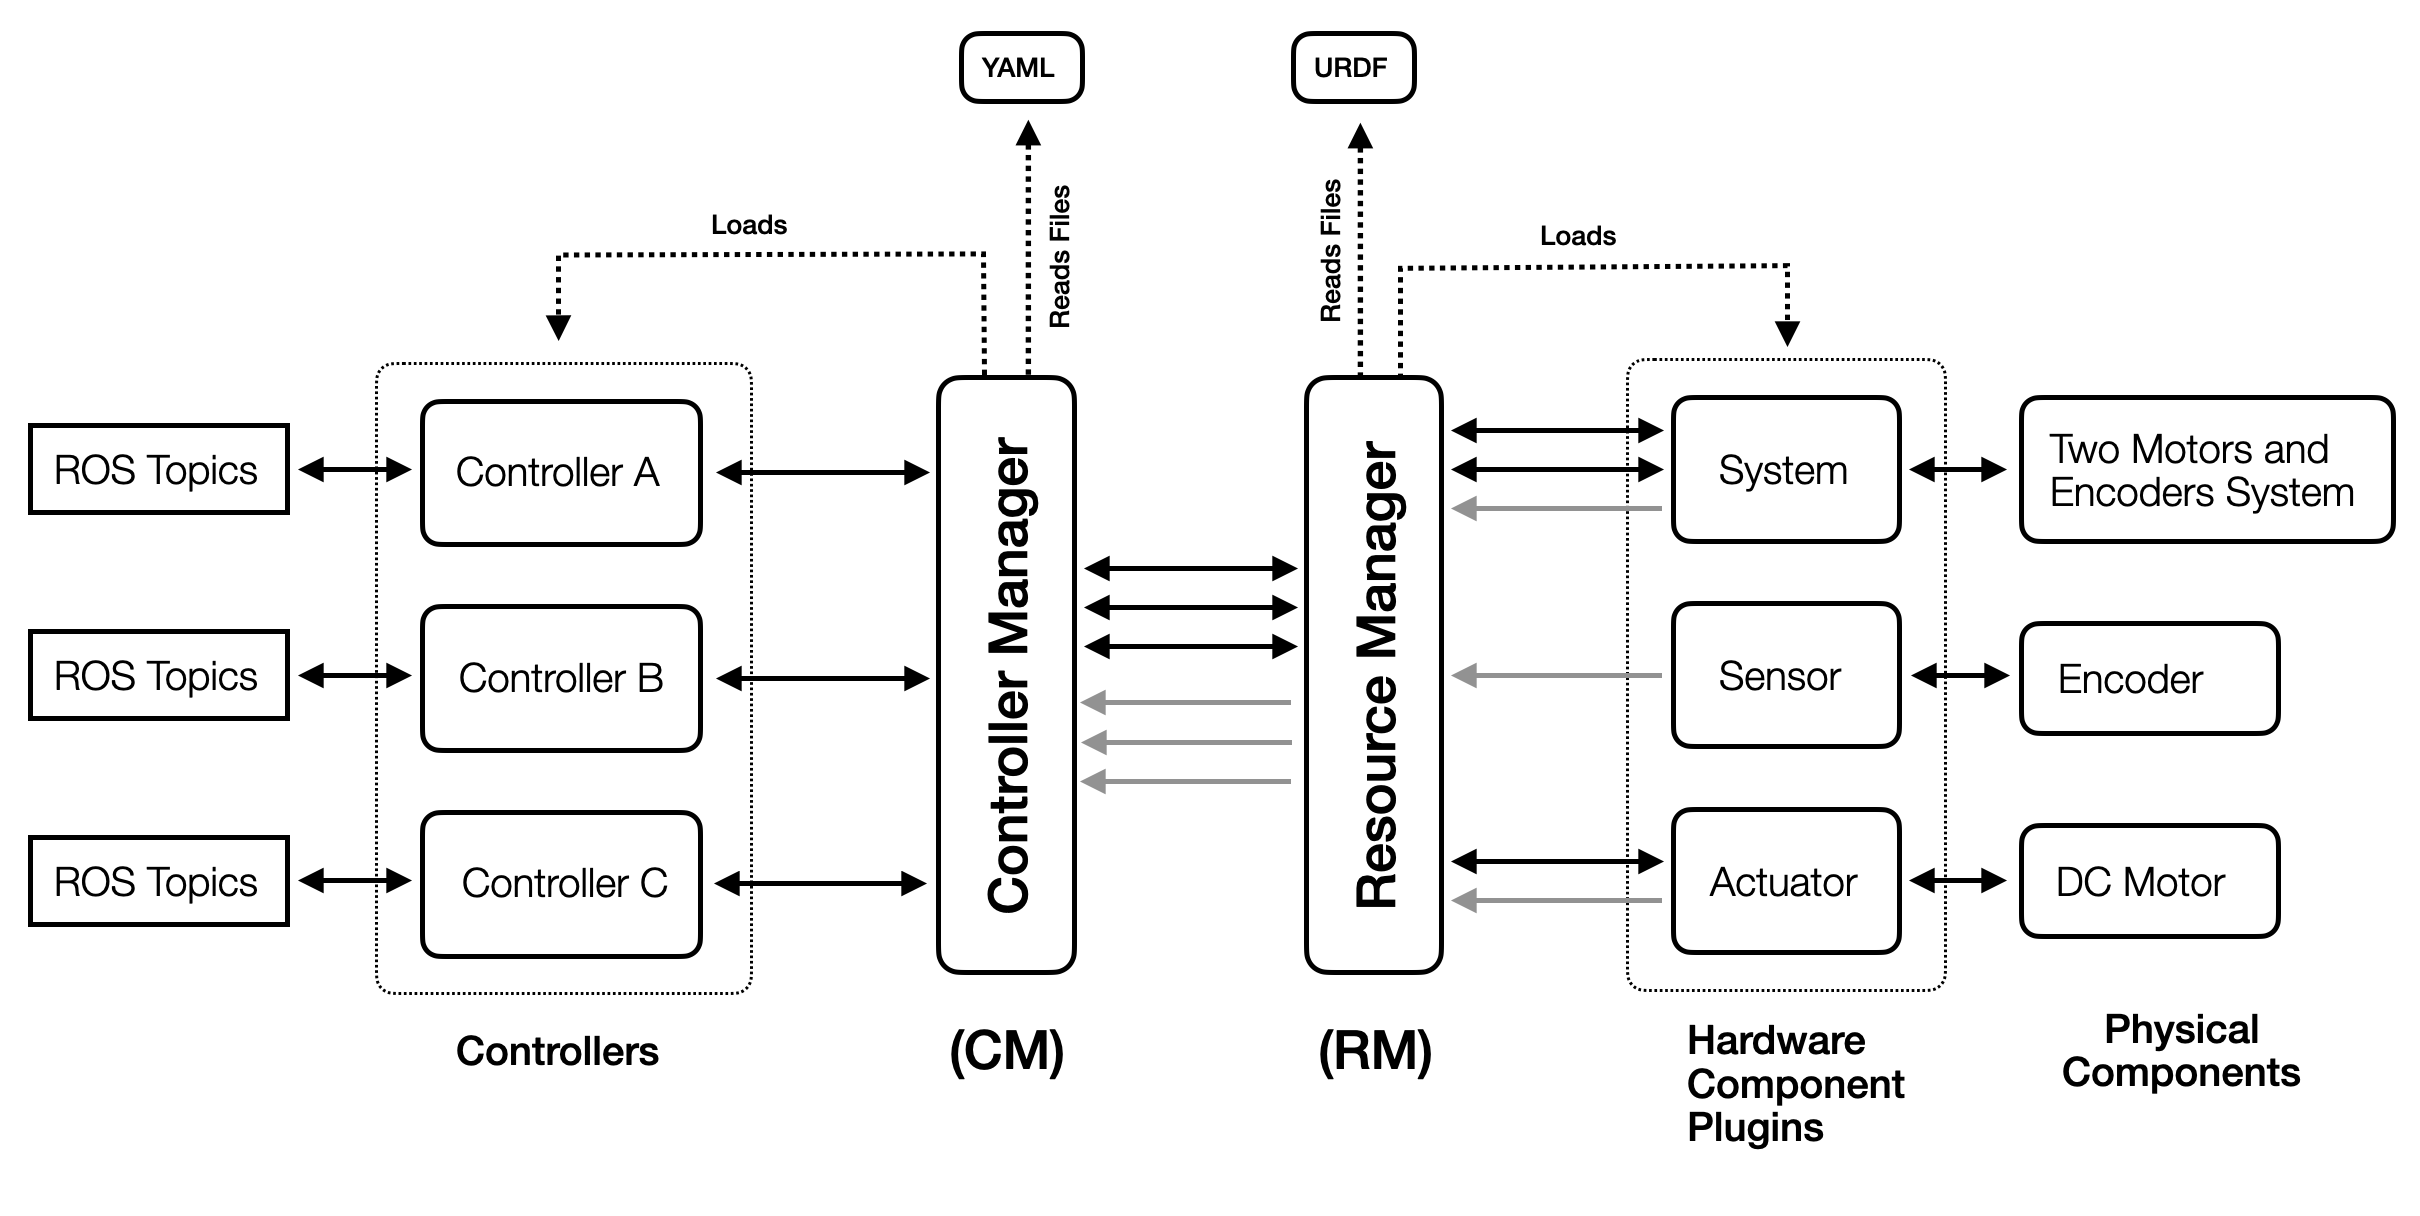 YAML
URDF
Reads Files
Reads Files
Loads
Loads
ROS Topics
Controller A
System
Two Motors and
Encoders System
ROS Topics
Controller B
Controller Manager
Resource Manager
Sensor
Encoder
ROS Topics
Controller C
Actuator
DC Motor
Controllers
(CM)
(RM)
Hardware
Component
Plugins
Physical
Components